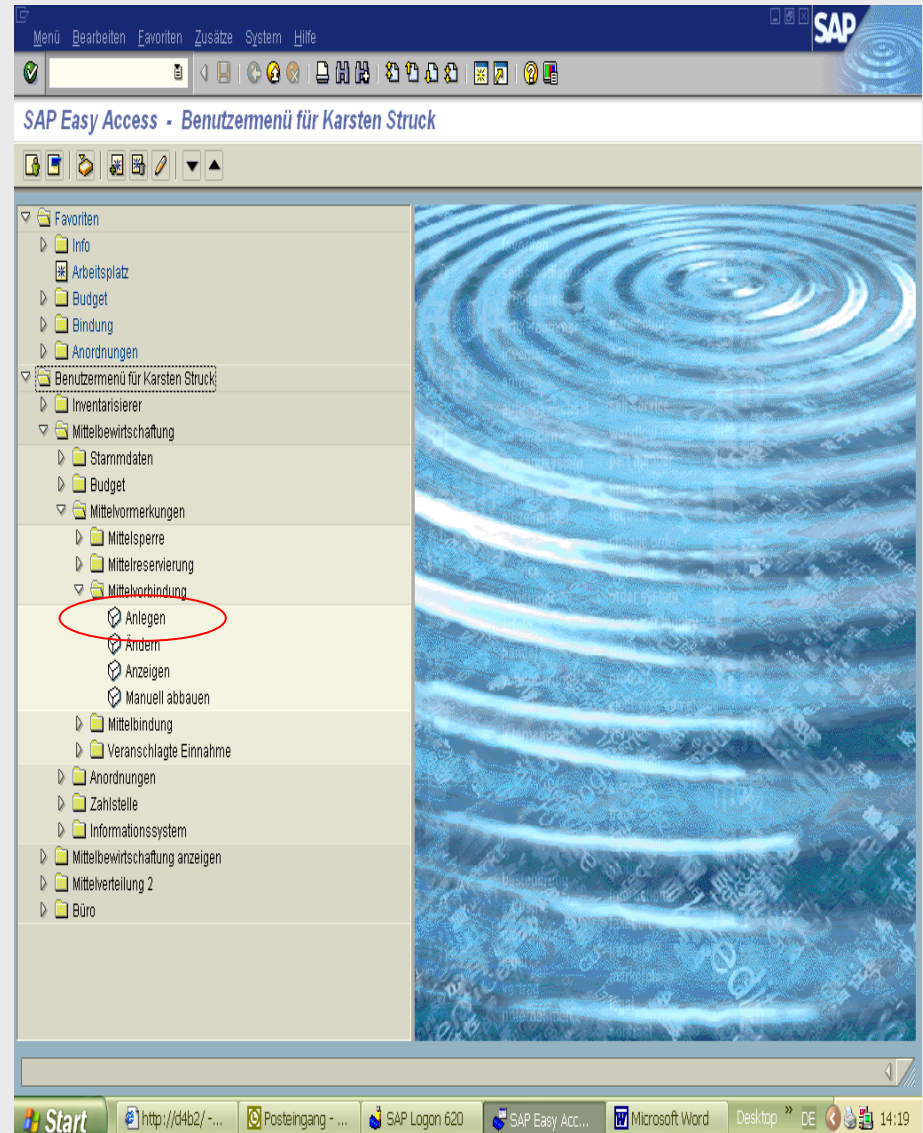 Menü Bearbeiten Favoriten Zusätze System Hilfe
SAP
SAP Easy Access - Benutzermenü für Karsten Struck
Favoriten
Info
Arbeitsplatz
Budget
Bindung
Anordnungen
Benutzermenü für Karsten Struck
Inventarisierer
Mittelbewirtschaftung
Stammdaten
Budget
Mittelvormerkungen
Mittelsperre
Mittelreservierung
Mittelvorbindung
Anlegen
Ändern
Anzeigen
Manuell abbauen
Mittelbindung
Veranschlagte Einnahme
Anordnungen
Zahlstelle
Informationssystem
Mittelbewirtschaftung anzeigen
Mittelverteilung 2
Büro
Start http://d4b2/ -... Posteingang - ... SAP Logon 620 SAP Easy Acc... Microsoft Word Desktop » DE 14:19